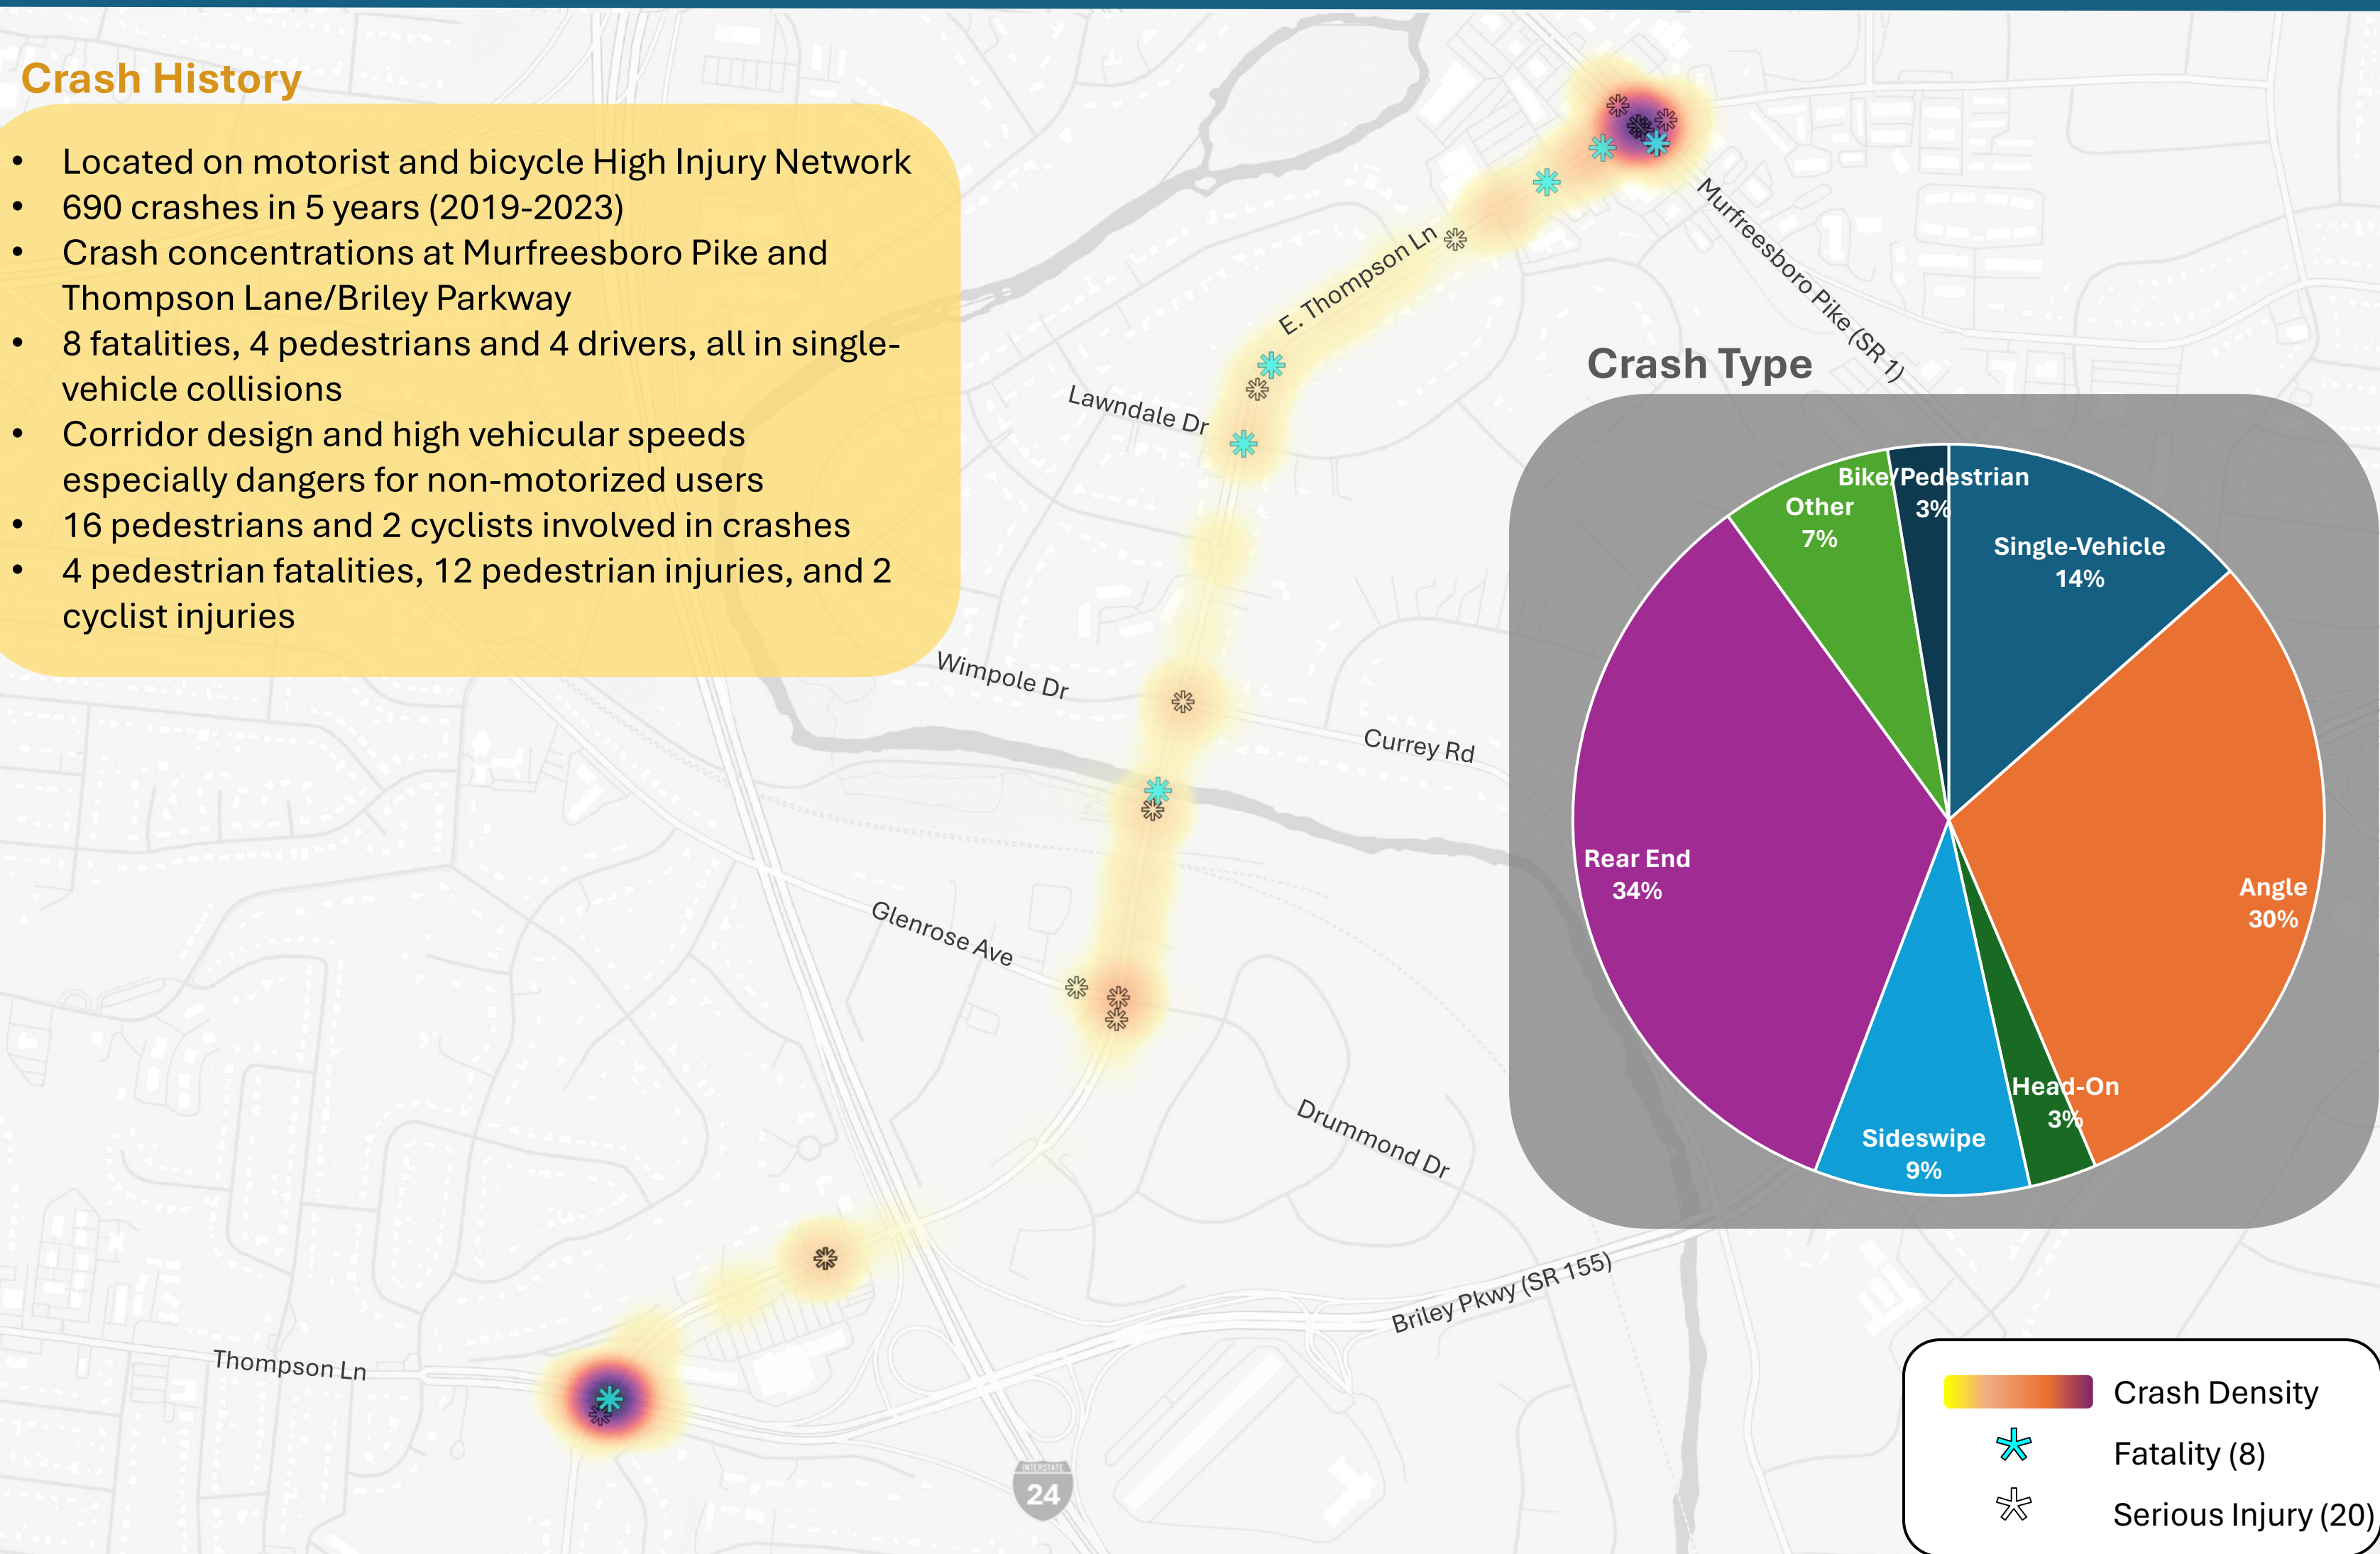 Crash History
• Located on motorist and bicycle High Injury Network
• 690 crashes in 5 years (2019-2023)
• Crash concentrations at Murfreesboro Pike and
Thompson Lane/Briley Parkway
• 8 fatalities, 4 pedestrians and 4 drivers, all in single-
vehicle collisions
• Corridor design and high vehicular speeds
especially dangers for non-motorized users
• 16 pedestrians and 2 cyclists involved in crashes
• 4 pedestrian fatalities, 12 pedestrian injuries, and 2
cyclist injuries
E. Thompson Ln
Murfreesboro Pike (SR 1)
Lawndale Dr
Wimpole Dr
Currey Rd
Glenrose Ave
Drummond Dr
Briley Pkwy (SR 155)
Thompson Ln
INTERSTATE
24
Crash Type
Bike/Pedestrian
3%
Other
7%
Single-Vehicle
14%
Rear End
34%
Angle
30%
Head-On
3%
Sideswipe
9%
Crash Density
Fatality (8)
Serious Injury (20)